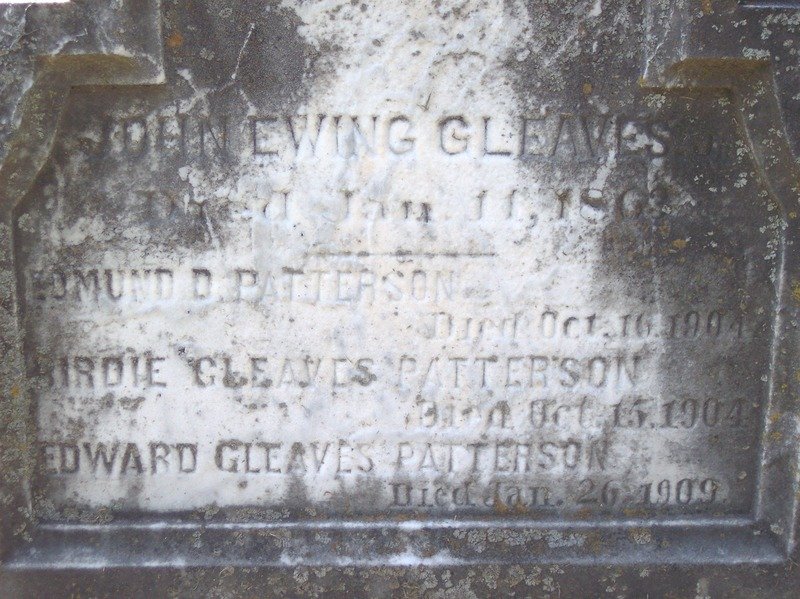 JOHN EWING GLEAVES
Died Jan. 11, 1863
EDMUND D. PATTERSON
Died Oct. 16, 1904
BIRDIE GLEAVES PATTERSON
Died Oct. 15, 1904
EDWARD GLEAVES PATTERSON
Died Jan. 26, 1909